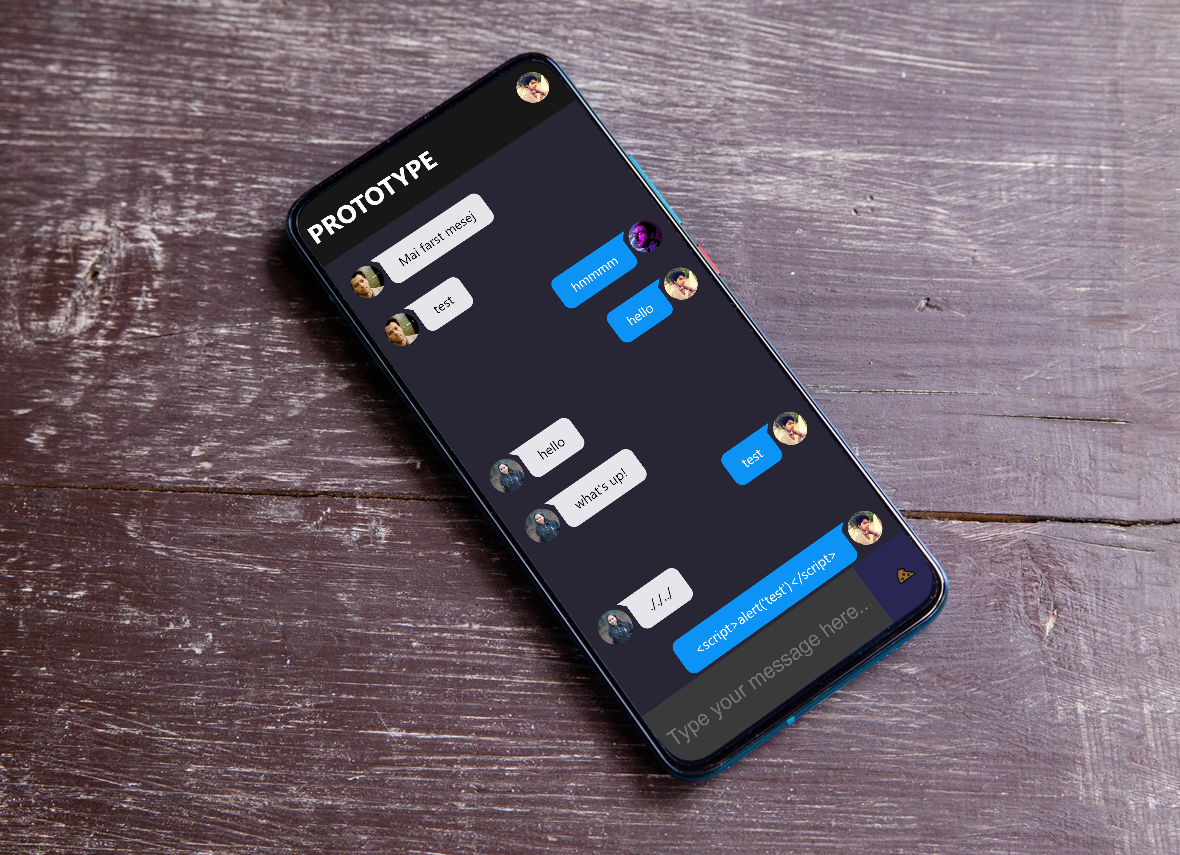 PROTOTYPE
Mai farst mesej
test
hmmmm
hello
hello
what's up!
test
././../
<script>alert('test')</script>
Type your message here...